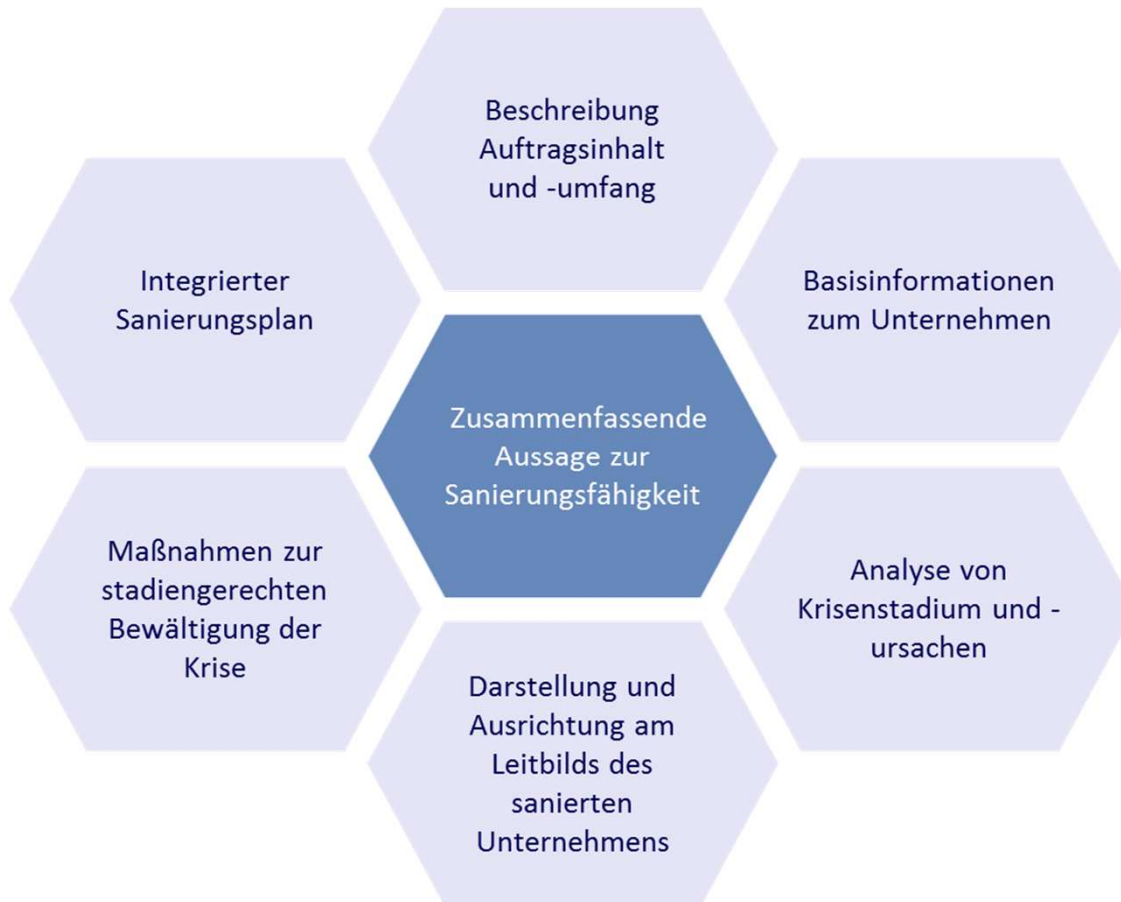 Beschreibung
Auftragsinhalt
und -umfang
Basisinformationen
zum Unternehmen
Analyse von
Krisenstadium und -
ursachen
Darstellung und
Ausrichtung am
Leitbilds des
sanierten
Unternehmens
Maßnahmen zur
stadiengerechten
Bewältigung der
Krise
Integrierter
Sanierungsplan
Zusammenfassende
Aussage zur
Sanierungsfähigkeit